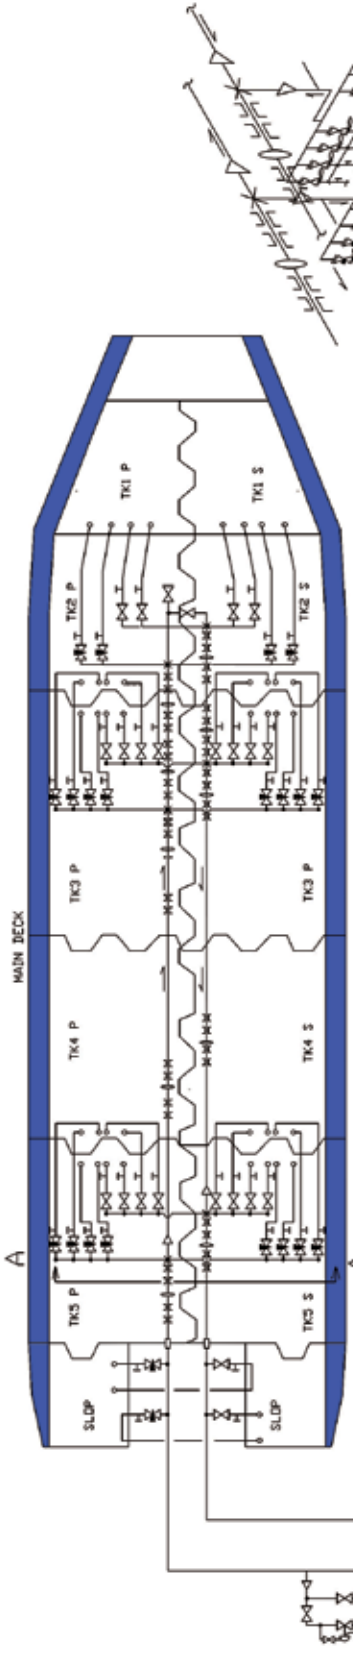 TK1 P
TK1 S
TK2 P
TK2 S
TK3 P
TK3 P
MAIN DECK
TK4 P
TK4 S
A
TK5 P
TK5 S
SLOP
SLOP